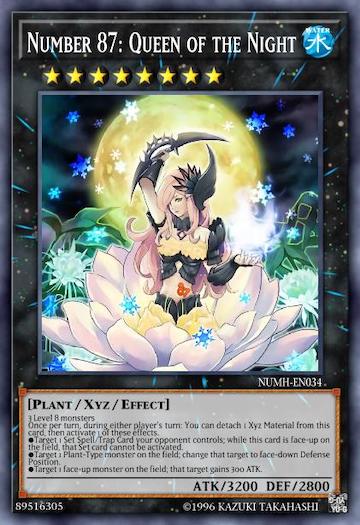 NUMBER 87: QUEEN OF THE NIGHT
WATER
水
NUMH-EN034
[PLANT / XYZ / EFFECT]
3 Level 8 monsters
Once per turn, during either player's turn: You can detach 1 Xyz Material from this
card, then activate 1 of these effects.
●Target 1 Set Spell/Trap Card your opponent controls; while this card is face-up on
the field, that Set card cannot be activated.
●Target 1 Plant-Type monster on the field; change that target to face-down Defense
Position.
●Target 1 face-up monster on the field; that target gains 300 ATK.
ATK/3200 DEF/2800
89516305
©1996 KAZUKI TAKAHASHI